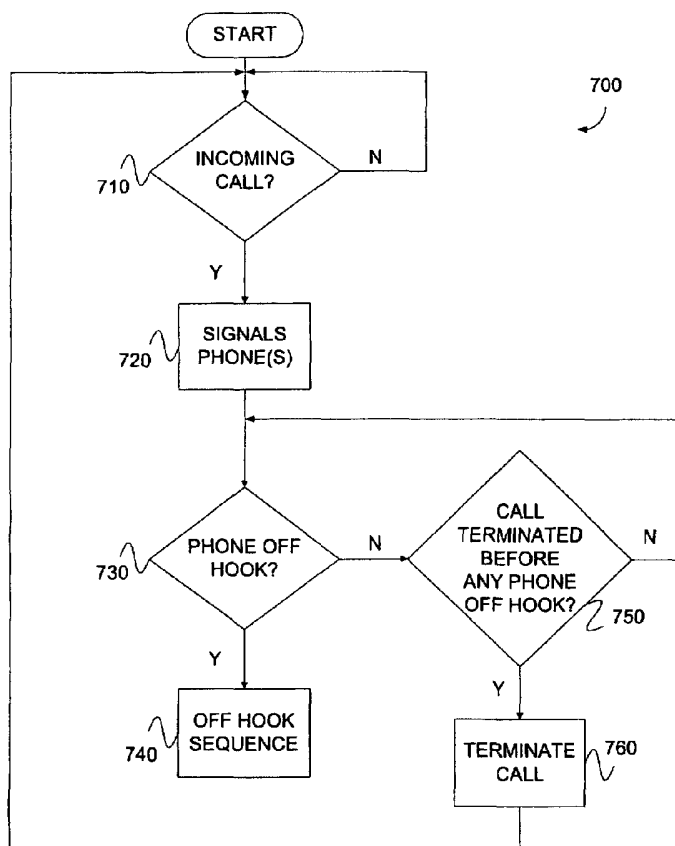 START
700
INCOMING
CALL?
N
710
Y
SIGNALS
PHONE(S)
720
PHONE OFF
HOOK?
N
730
CALL
TERMINATED
BEFORE
ANY PHONE
OFF HOOK?
N
750
Y
OFF HOOK
SEQUENCE
740
Y
TERMINATE
CALL
760